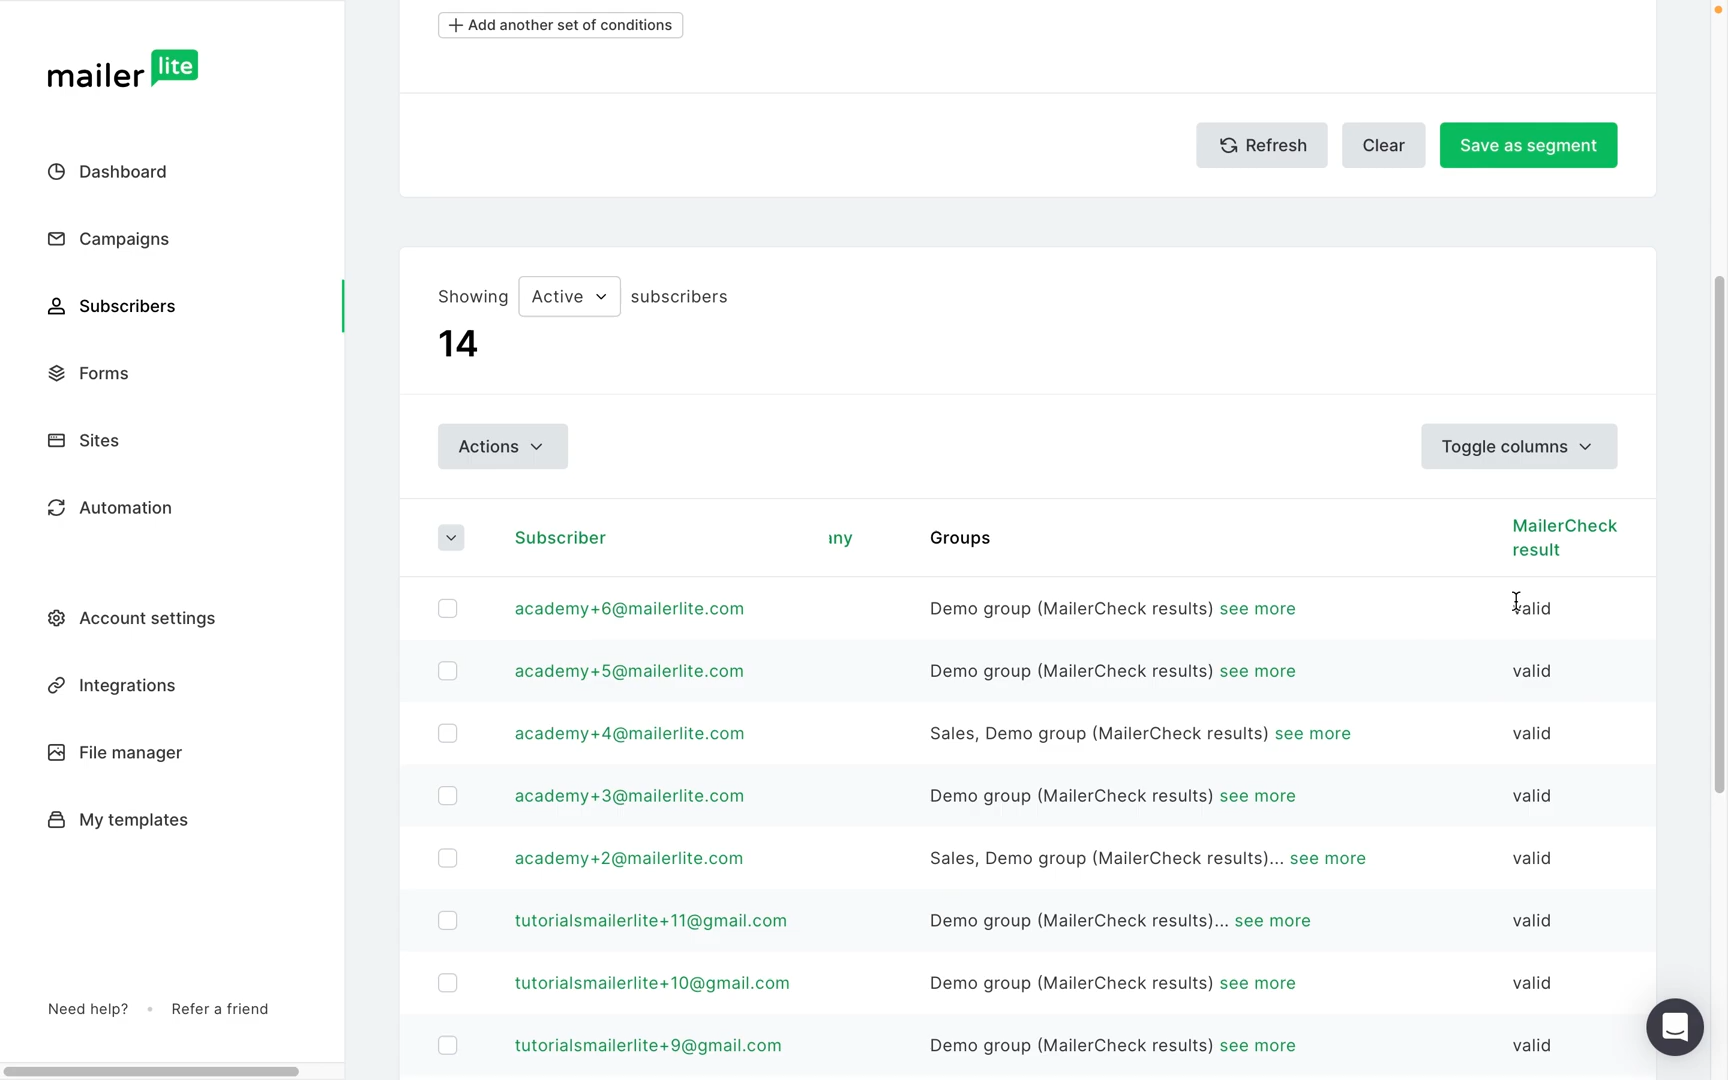 + Add another set of conditions
mailer lite
Refresh
Clear
Save as segment
Dashboard
Campaigns
Subscribers
Forms
Sites
Automation
Account settings
Integrations
File manager
My templates
Need help? • Refer a friend
Showing Active subscribers
14
Actions
Toggle columns
Subscriber any Groups MailerCheck
result
academy+6@mailerlite.com Demo group (MailerCheck results) see more valid
academy+5@mailerlite.com Demo group (MailerCheck results) see more valid
academy+4@mailerlite.com Sales, Demo group (MailerCheck results) see more valid
academy+3@mailerlite.com Demo group (MailerCheck results) see more valid
academy+2@mailerlite.com Sales, Demo group (MailerCheck results)... see more valid
tutorialsmailerlite+11@gmail.com Demo group (MailerCheck results)... see more valid
tutorialsmailerlite+10@gmail.com Demo group (MailerCheck results) see more valid
tutorialsmailerlite+9@gmail.com Demo group (MailerCheck results) see more valid